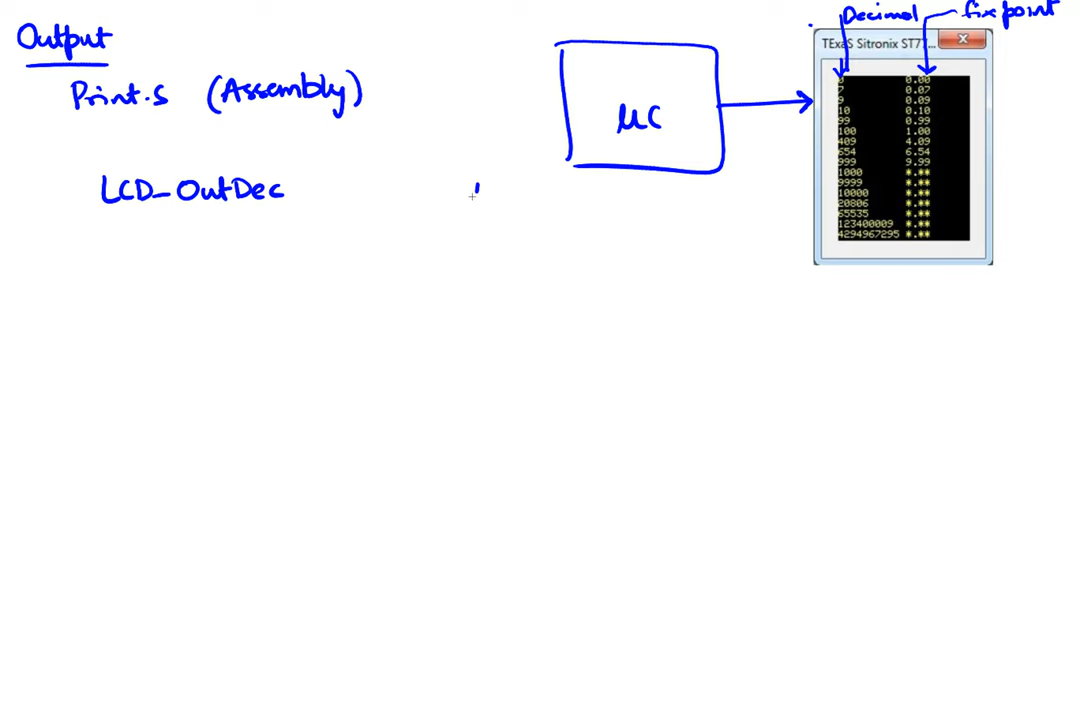 Output
Print.s (Assembly)
LCD_OutDec
μC
Decimal
fixpoint
TExaS Sitronix ST77...
0 0.00
7 0.07
9 0.09
10 0.10
99 0.99
100 1.00
409 4.09
654 6.54
999 9.99
1000 *.**
9999 *.**
10000 *.**
20806 *.**
65535 *.**
123400009 *.**
4294967295 *.**